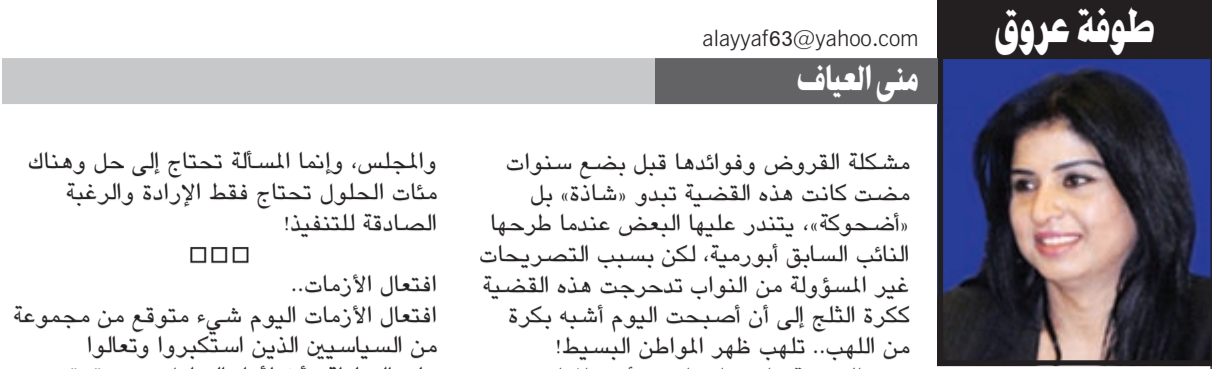 طوفة عروق
alayyaf63@yahoo.com
منى العياف
مشكلة القروض وفوائدها قبل بضع سنوات
مضت كانت هذه القضية تبدو «شاذة» بل
«أضحوكة»، يتندر عليها البعض عندما طرحها
النائب السابق أبورمية، لكن بسبب التصريحات
غير المسؤولة من النواب تدحرجت هذه القضية
ككرة الثلج إلى أن أصبحت اليوم أشبه بكرة
من اللهب.. تلهب ظهر المواطن البسيط!
والمجلس، وإنما المسألة تحتاج إلى حل وهناك
مئات الحلول تحتاج فقط الإرادة والرغبة
الصادقة للتنفيذ!
□□□
افتعال الأزمات..
افتعال الأزمات اليوم شيء متوقع من مجموعة
من السياسيين الذين استكبروا وتعالوا